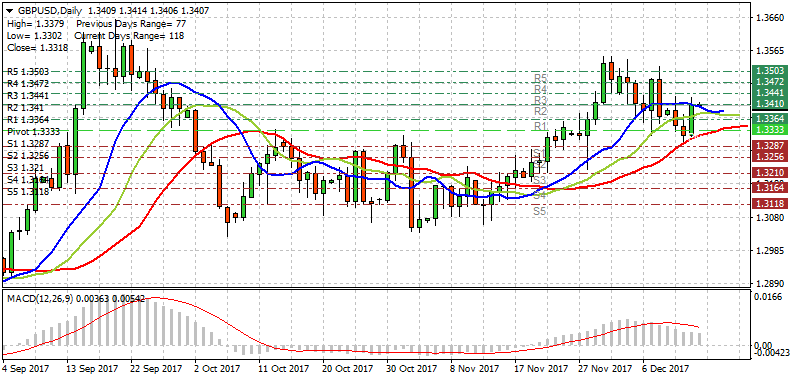 GBPUSD,Daily 1.3409 1.3414 1.3406 1.3407
High= 1.3379 Previous Days Range= 77
Low= 1.3302 Current Days Range= 118
Close= 1.3318
R5 1.3503
R4 1.3472
R3 1.3441
R2 1.341
R1 1.3364
Pivot 1.3333
S1 1.3287
S2 1.3256
S3 1.321
S4 1.3164
S5 1.3118
R5
R4
R3
R2
R1
S1
S2
S3
S4
S5
1.3660
1.3565
1.3503
1.3472
1.3441
1.3410
1.3364
1.3333
1.3287
1.3256
1.3210
1.3164
1.3118
1.3080
1.2985
1.2890
MACD(12,26,9) 0.00363 0.00542
0.0166
0.00
-0.00423
4 Sep 2017
13 Sep 2017
22 Sep 2017
2 Oct 2017
11 Oct 2017
20 Oct 2017
30 Oct 2017
8 Nov 2017
17 Nov 2017
27 Nov 2017
6 Dec 2017